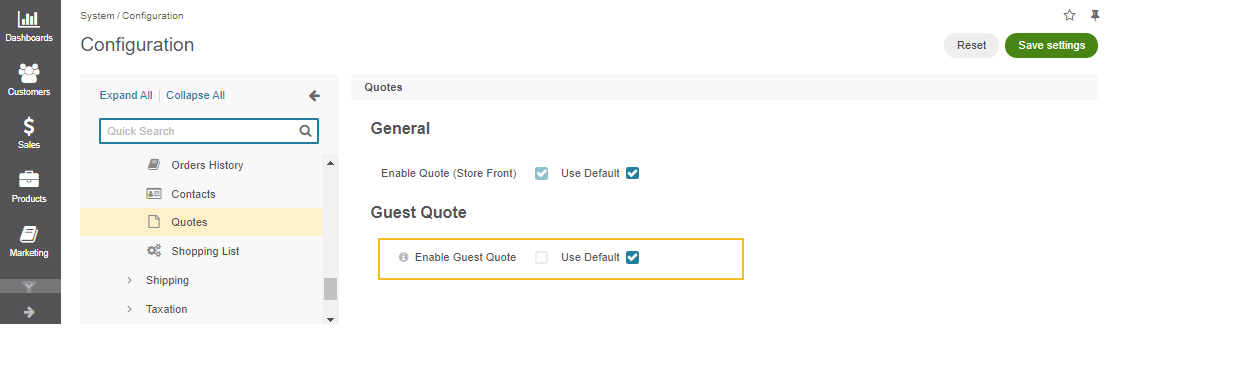 Dashboards
Customers
Sales
Products
Marketing
System / Configuration
Configuration
Reset
Save settings
Expand All | Collapse All
Quick Search
Orders History
Contacts
Quotes
Shopping List
Shipping
Taxation
Quotes
General
Enable Quote (Store Front) Use Default
Guest Quote
Enable Guest Quote Use Default